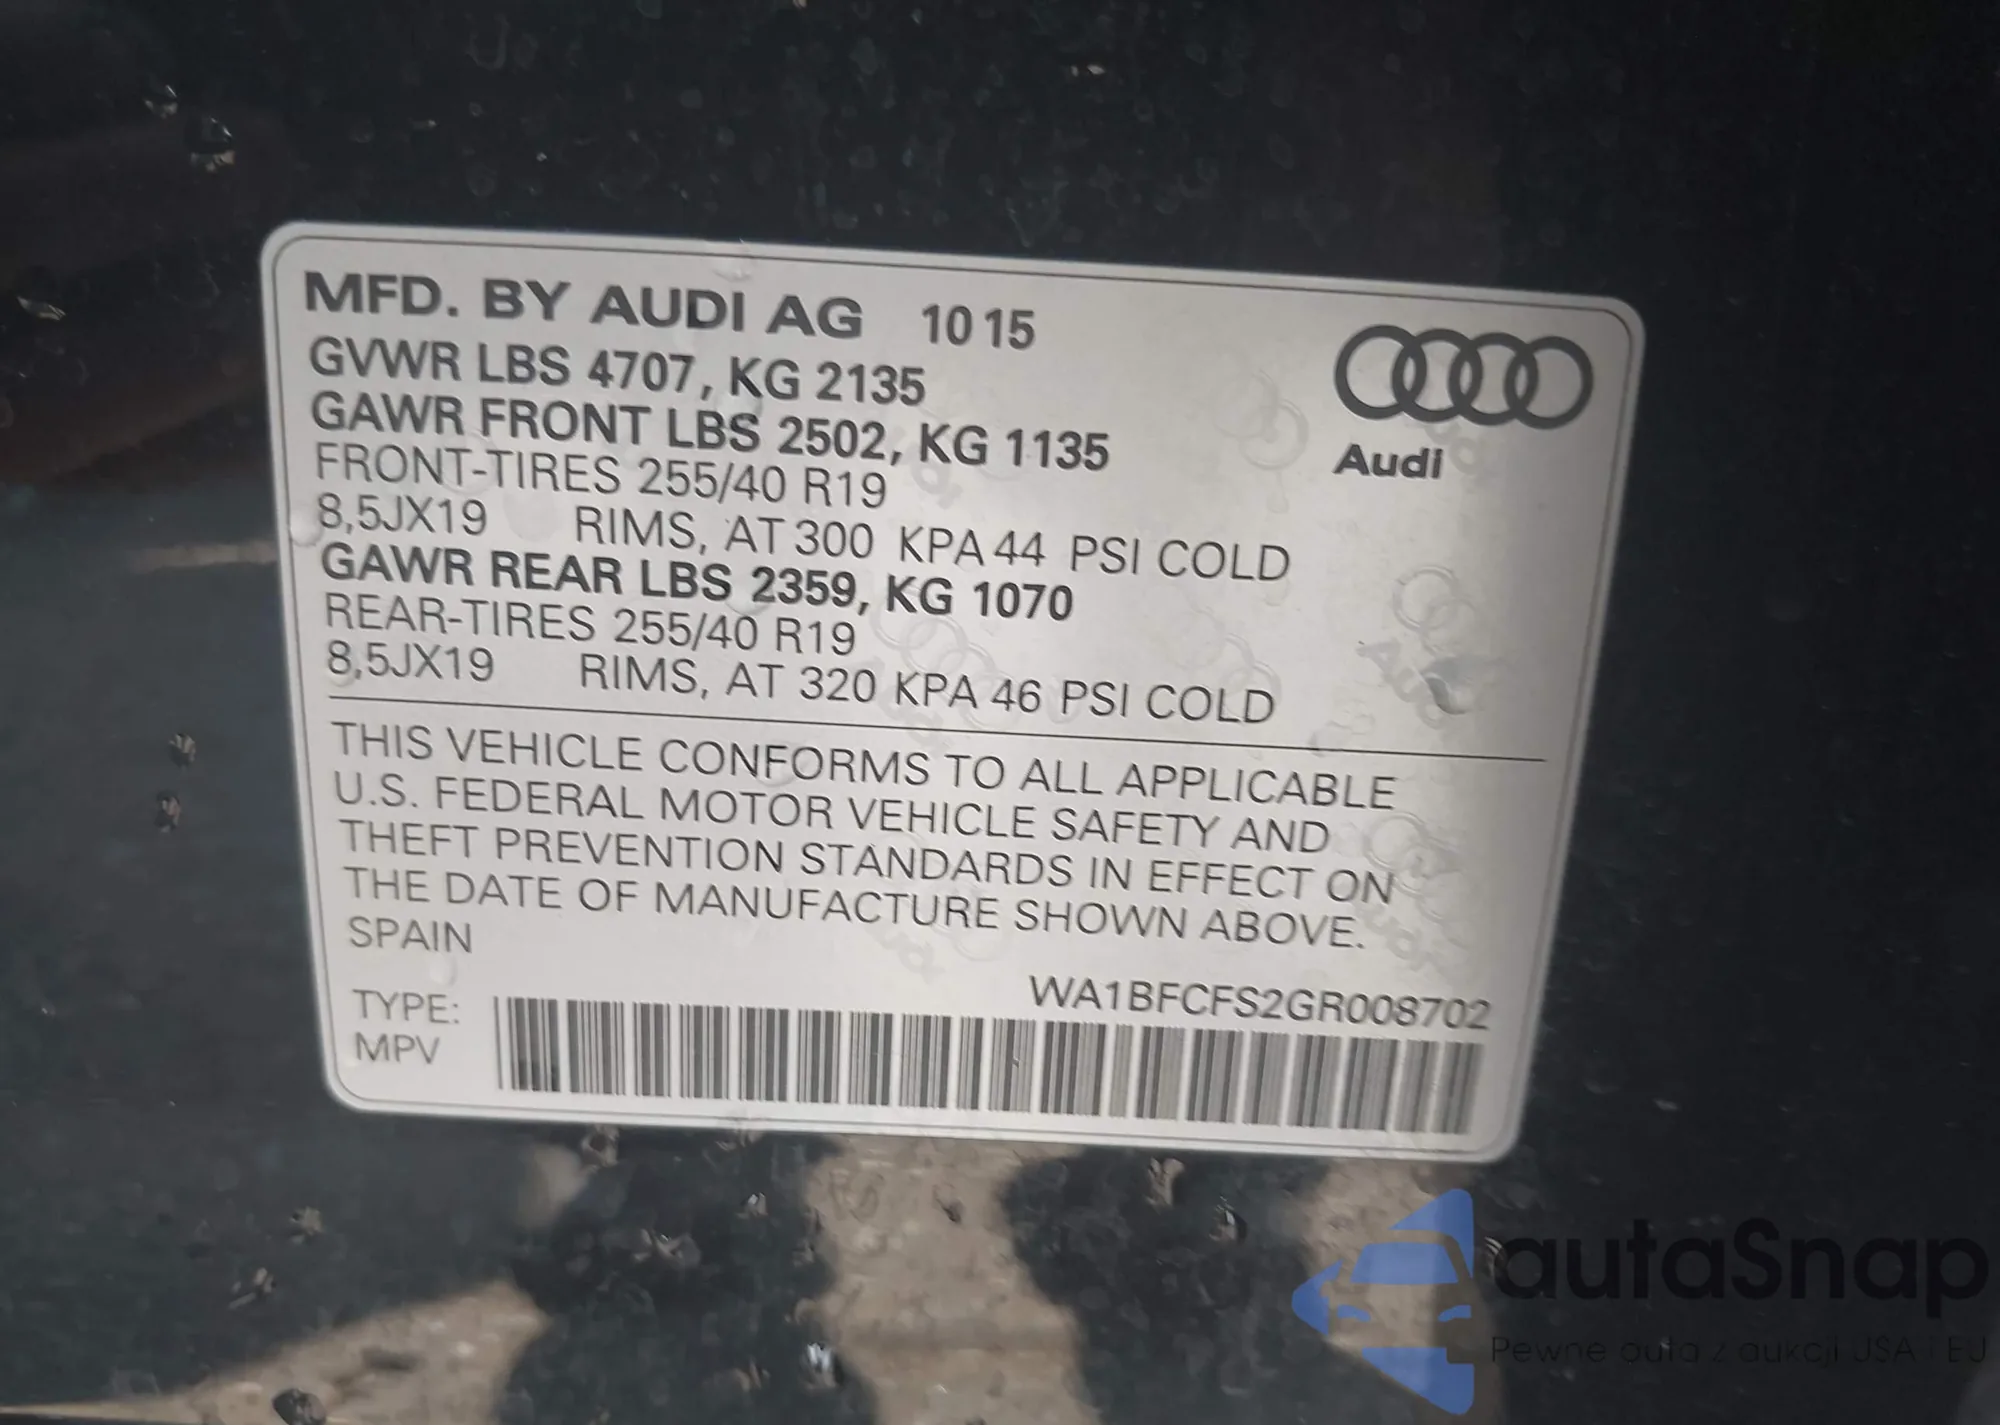 MFD. BY AUDI AG 10 15
GVWR LBS 4707, KG 2135
GAWR FRONT LBS 2502, KG 1135
FRONT-TIRES 255/40 R19
8,5JX19 RIMS, AT 300 KPA 44 PSI COLD
GAWR REAR LBS 2359, KG 1070
REAR-TIRES 255/40 R19
8,5JX19 RIMS, AT 320 KPA 46 PSI COLD
Audi
THIS VEHICLE CONFORMS TO ALL APPLICABLE
U.S. FEDERAL MOTOR VEHICLE SAFETY AND
THEFT PREVENTION STANDARDS IN EFFECT ON
THE DATE OF MANUFACTURE SHOWN ABOVE.
SPAIN
WA1BFCFS2GR008702
TYPE:
MPV
autaSnap
Pewne auta z aukcji USA i EU